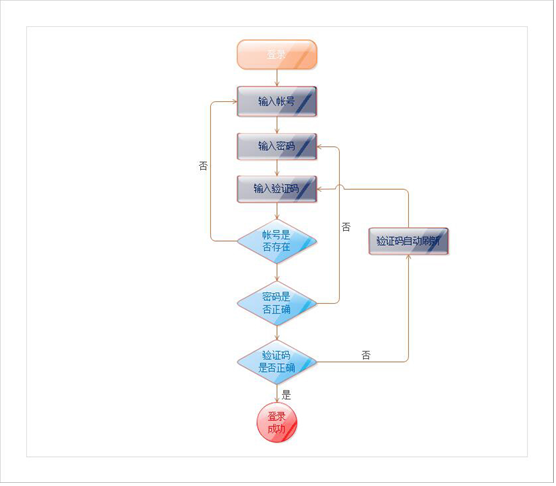 登录
输入帐号
输入密码
输入验证码
否
帐号是
否存在
否
验证码自动刷新
密码是
否正确
否
验证码
是否正确
是
登录
成功